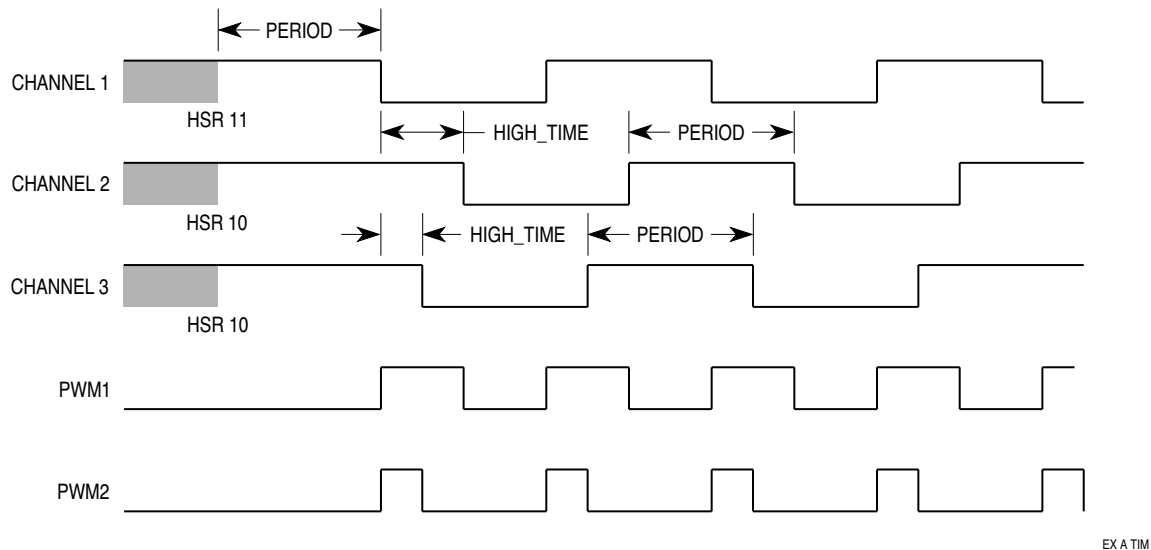 PERIOD
CHANNEL 1
HSR 11
HIGH_TIME PERIOD
CHANNEL 2
HSR 10
HIGH_TIME PERIOD
CHANNEL 3
HSR 10
PWM1
PWM2
EX A TIM